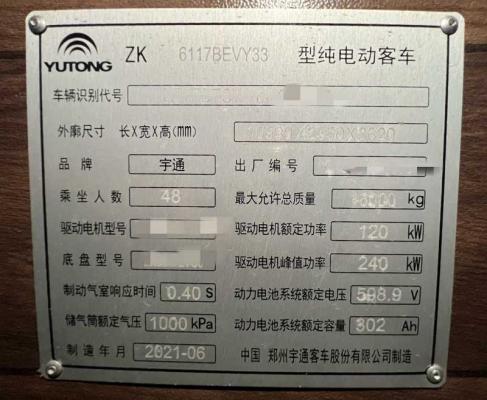 YUTONG ZK 6117BEVY33 型纯电动客车
车辆识别代号
外廓尺寸 长X宽X高(mm)
品牌 宇通 出厂编号
乘坐人数 48 最大允许总质量 kg
驱动电机型号 驱动电机额定功率 120 kW
底盘型号 驱动电机峰值功率 240 kW
制动气室响应时间 0.40 S 动力电池系统额定电压 598.9 V
储气筒额定气压 1000 kPa 动力电池系统额定容量 302 Ah
制造年月 2021-06 中国 郑州宇通客车股份有限公司制造